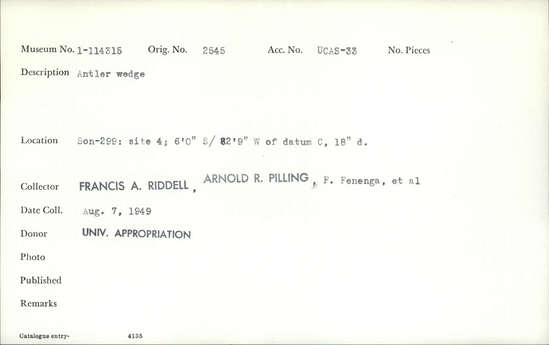 Museum No. 1-114315 Orig. No. 2545 Acc. No. UCAS-33 No. Pieces
Description Antler wedge
Location Son-299: site 4; 6'0" S/ 82'9" W of datum C, 18" d.
Collector FRANCIS A. RIDDELL, ARNOLD R. PILLING, F. Fenenga, et al
Date Coll. Aug. 7, 1949
Donor UNIV. APPROPRIATION
Photo
Published
Remarks
Catalogue entry- 4135